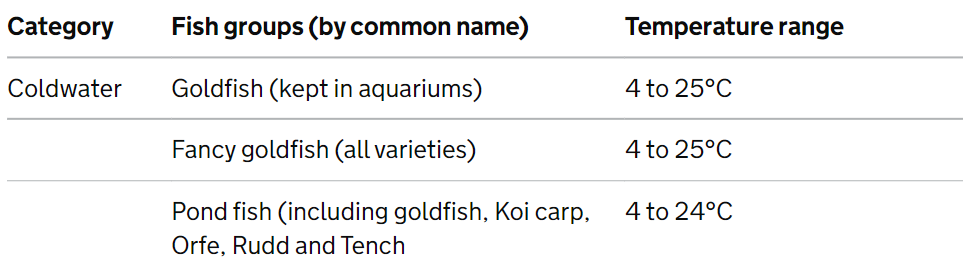 Category Fish groups (by common name) Temperature range
Coldwater Goldfish (kept in aquariums) 4 to 25°C
Fancy goldfish (all varieties) 4 to 25°C
Pond fish (including goldfish, Koi carp, 4 to 24°C
Orfe, Rudd and Tench